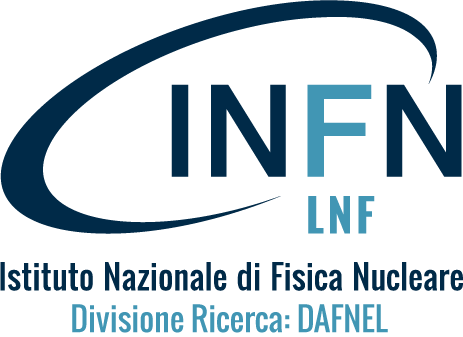 INFN
LNF
Istituto Nazionale di Fisica Nucleare
Divisione Ricerca: DAFNEL